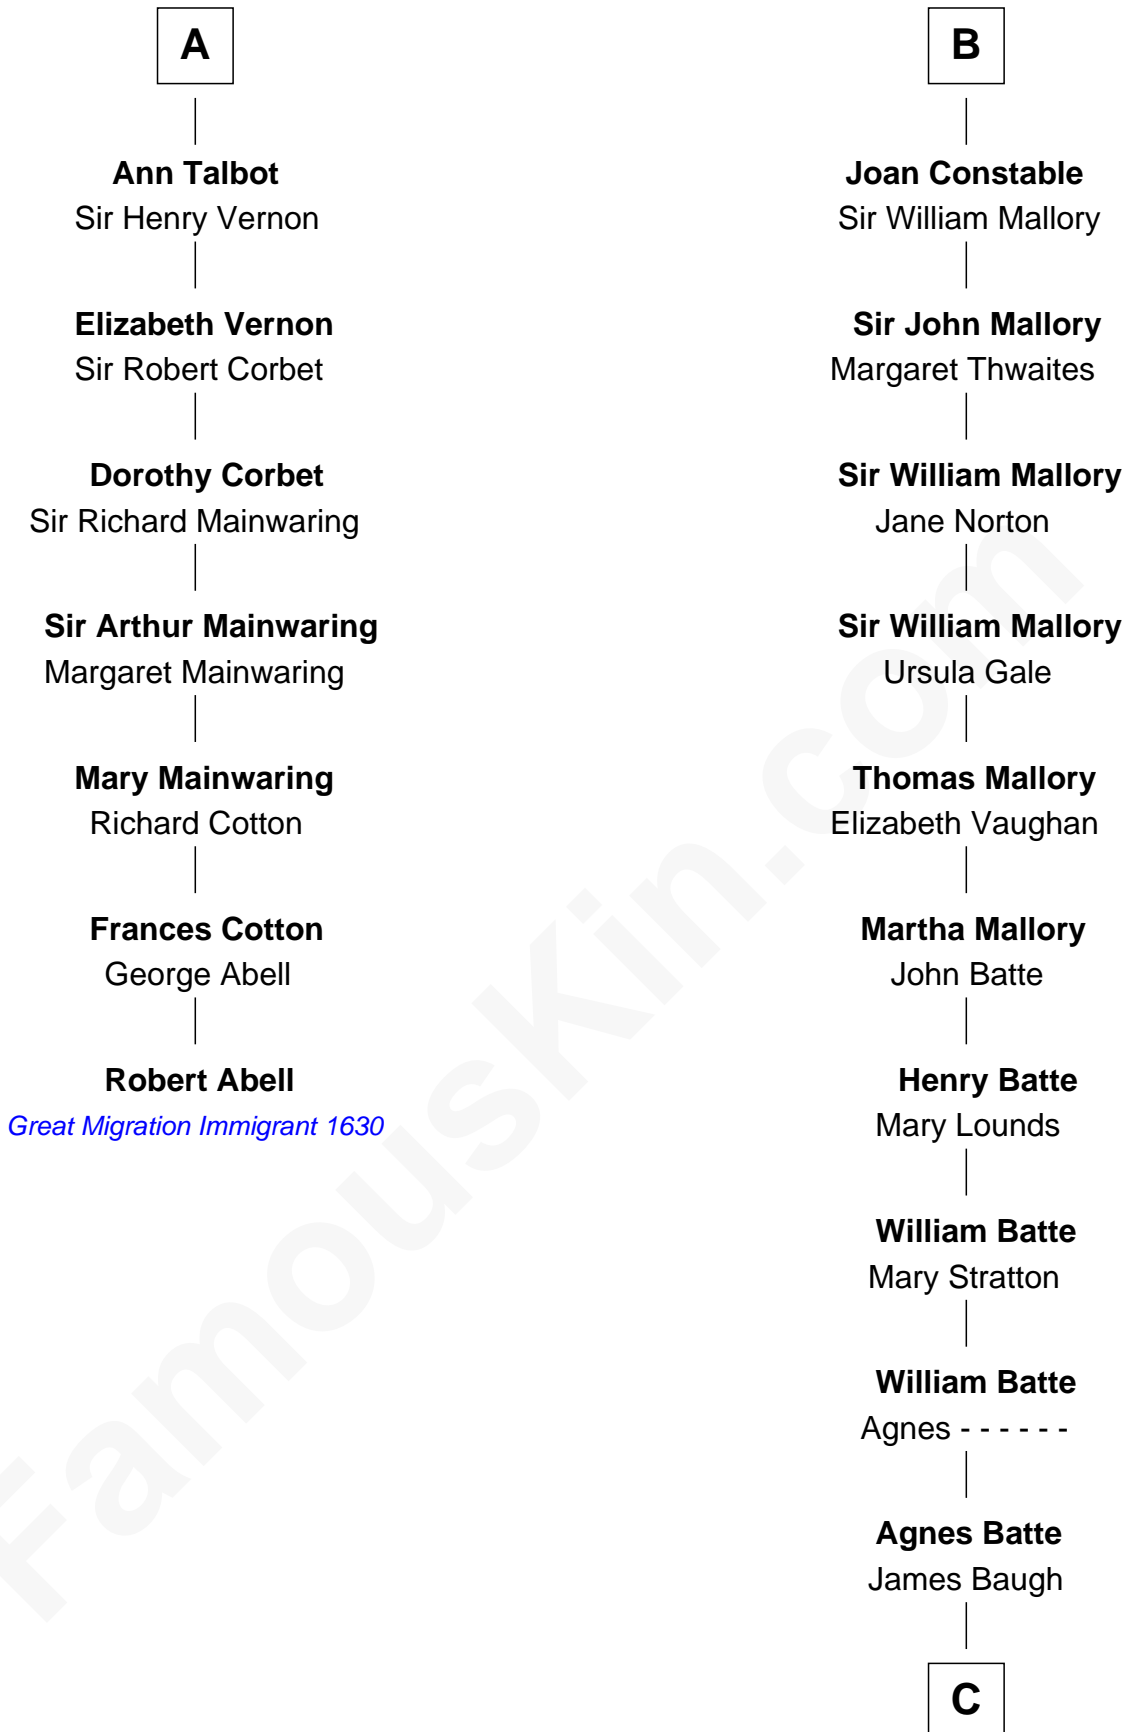 A
Ann Talbot
Sir Henry Vernon
Elizabeth Vernon
Sir Robert Corbet
Dorothy Corbet
Sir Richard Mainwaring
Sir Arthur Mainwaring
Margaret Mainwaring
Mary Mainwaring
Richard Cotton
Frances Cotton
George Abell
Robert Abell
Great Migration Immigrant 1630
B
Joan Constable
Sir William Mallory
Sir John Mallory
Margaret Thwaites
Sir William Mallory
Jane Norton
Sir William Mallory
Ursula Gale
Thomas Mallory
Elizabeth Vaughan
Martha Mallory
John Batte
Henry Batte
Mary Lounds
William Batte
Mary Stratton
William Batte
Agnes - - - - - -
Agnes Batte
James Baugh
C
FamousKin.com